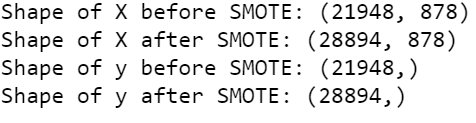 Shape of X before SMOTE: (21948, 878)
Shape of X after SMOTE: (28894, 878)
Shape of y before SMOTE: (21948,)
Shape of y after SMOTE: (28894,)